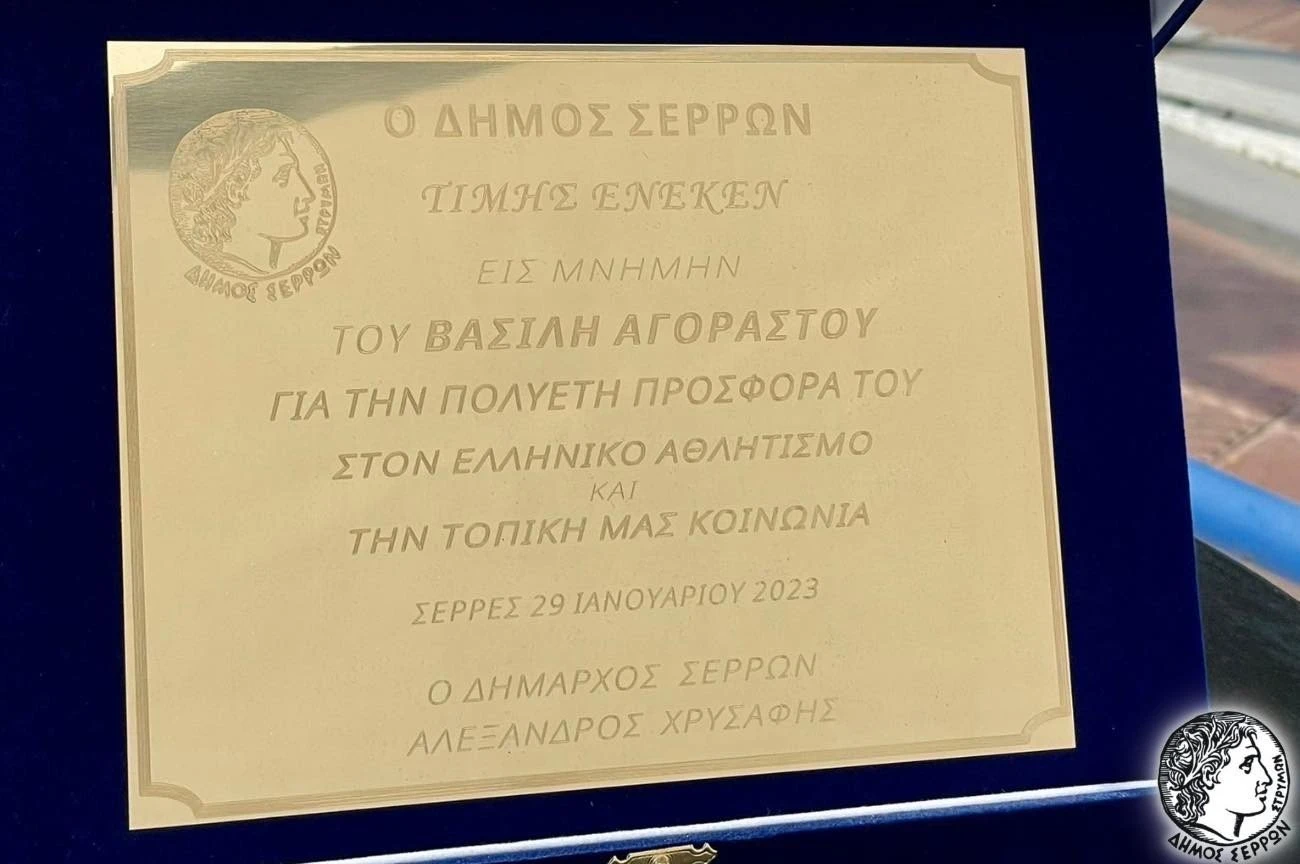 Ο ΔΗΜΟΣ ΣΕΡΡΩΝ
ΤΙΜΗΣ ΕΝΕΚΕΝ
ΕΙΣ ΜΝΗΜΗΝ
ΤΟΥ ΒΑΣΙΛΗ ΑΓΟΡΑΣΤΟΥ
ΓΙΑ ΤΗΝ ΠΟΛΥΕΤΗ ΠΡΟΣΦΟΡΑ ΤΟΥ
ΣΤΟΝ ΕΛΛΗΝΙΚΟ ΑΘΛΗΤΙΣΜΟ
ΚΑΙ
ΤΗΝ ΤΟΠΙΚΗ ΜΑΣ ΚΟΙΝΩΝΙΑ
ΣΕΡΡΕΣ 29 ΙΑΝΟΥΑΡΙΟΥ 2023
Ο ΔΗΜΑΡΧΟΣ ΣΕΡΡΩΝ
ΑΛΕΞΑΝΔΡΟΣ ΧΡΥΣΑΦΗΣ
ΣΤΡΥΜΩΝ
ΔΗΜΟΣ ΣΕΡΡΩΝ
ΣΤΡΥΜΩΝ
ΔΗΜΟΣ ΣΕΡΡΩΝ